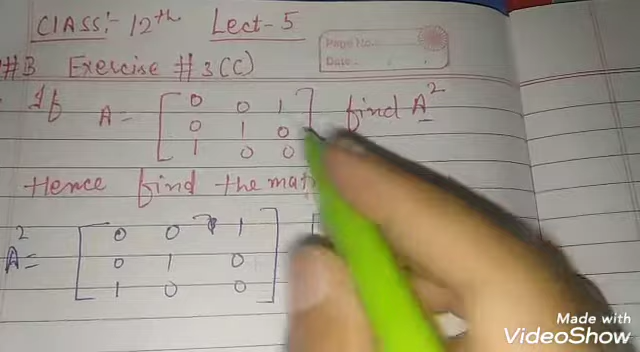 CLASS:- 12th Lect-5
#B Exercise #3(C)
Page No.
Date
If A= [ 0 0 1 find A²
0 1 0
1 0 0 ]
Hence find the mat
A² = [ 0 0 1
0 1 0
1 0 0 ] [
Made with
VideoShow